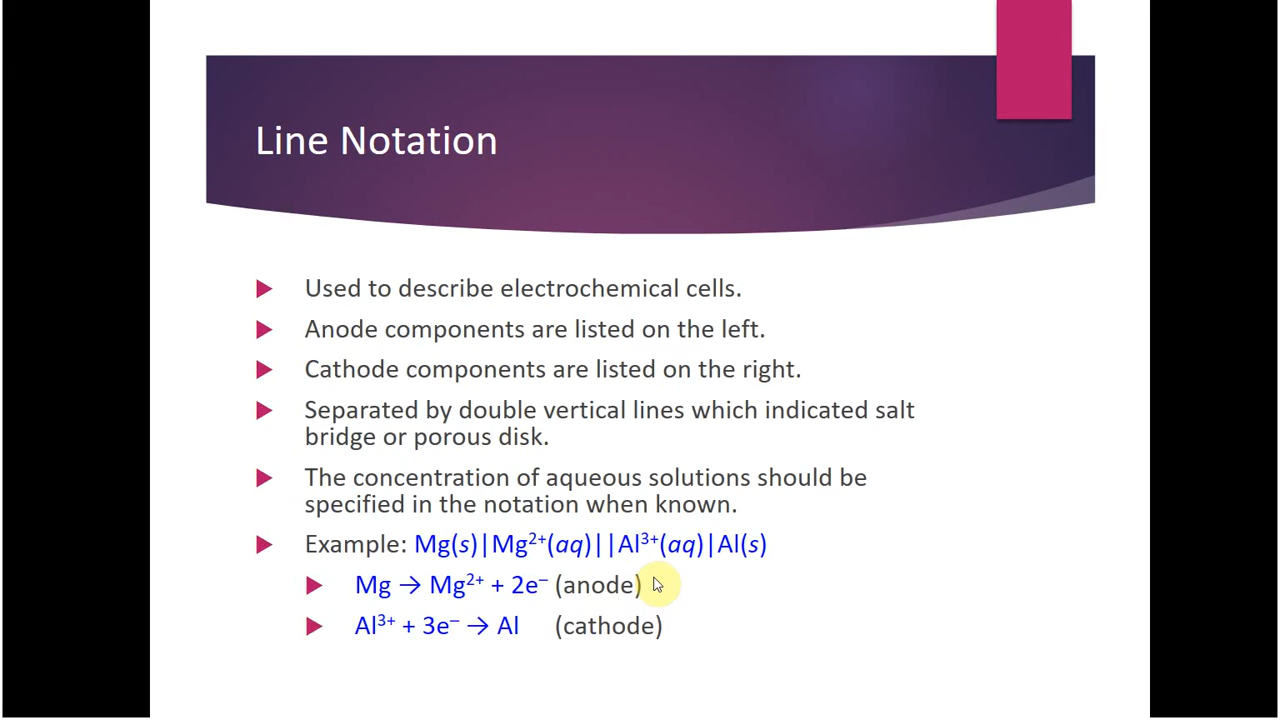 Line Notation
Used to describe electrochemical cells.
Anode components are listed on the left.
Cathode components are listed on the right.
Separated by double vertical lines which indicated salt
bridge or porous disk.
The concentration of aqueous solutions should be
specified in the notation when known.
Example: Mg(s)|Mg²⁺(aq)||Al³⁺(aq)|Al(s)
Mg → Mg²⁺ + 2e⁻ (anode)
Al³⁺ + 3e⁻ → Al (cathode)